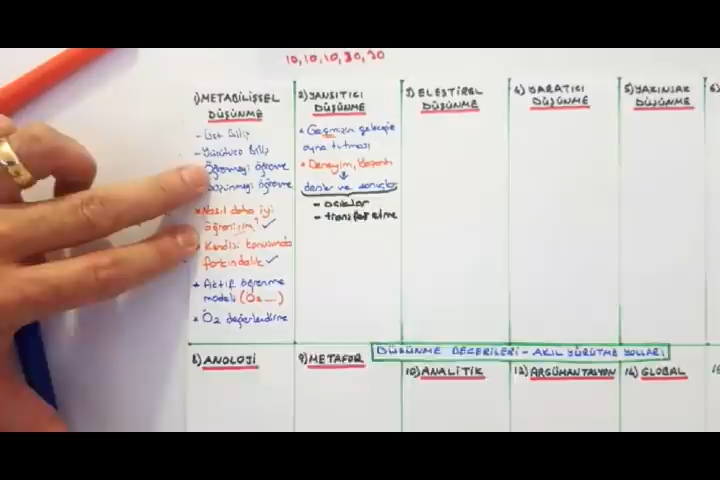 10,10,10,30,30
1)METABİLİŞSEL
DÜŞÜNME
- Üst Biliş
- Yürütücü Biliş
Öğrenmeyi öğrenme
Düşünmeyi öğrenme
Nasıl daha iyi
öğrenirim? ✓
Kendisi konusunda
farkındalık ✓
* Aktif öğrenme
modeli (Öz __)
* Öz değerlendirme
2)YANSITICI
DÜŞÜNME
* Geçmişin geleceğe
ayna tutması
* Deneyim, Yaşantı
dersler ve sonuçlar
- transfer etme
3) ELEŞTİREL
DÜŞÜNME
4) YARATICI
DÜŞÜNME
5)YAKINSAK
DÜŞÜNME
6)
DÜŞÜNME BECERİLERİ - AKIL YÜRÜTME YOLLARI
8) ANOLOJİ
9)METAFOR
10)ANALİTİK
12) ARGÜMANTASYON
14) GLOBAL